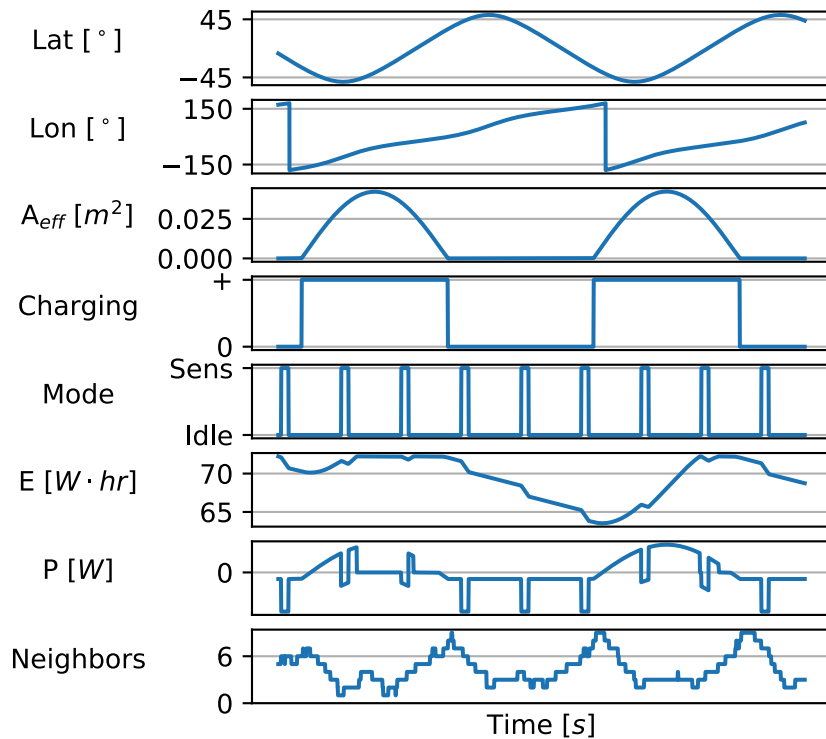 Lat [°]
45
−45
Lon [°]
150
−150
A_eff [m²]
0.025
0.000
Charging
+
0
Mode
Sens
Idle
E [W · hr]
70
65
P [W]
0
Neighbors
6
0
Time [s]